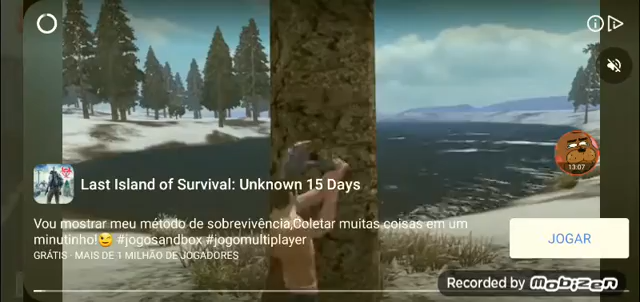 13:07
Last Island of Survival: Unknown 15 Days
Vou mostrar meu método de sobrevivência,Coletar muitas coisas em um
minutinho!😉 #jogosandbox #jogomultiplayer
GRÁTIS · MAIS DE 1 MILHÃO DE JOGADORES
JOGAR
Recorded by Mobizen